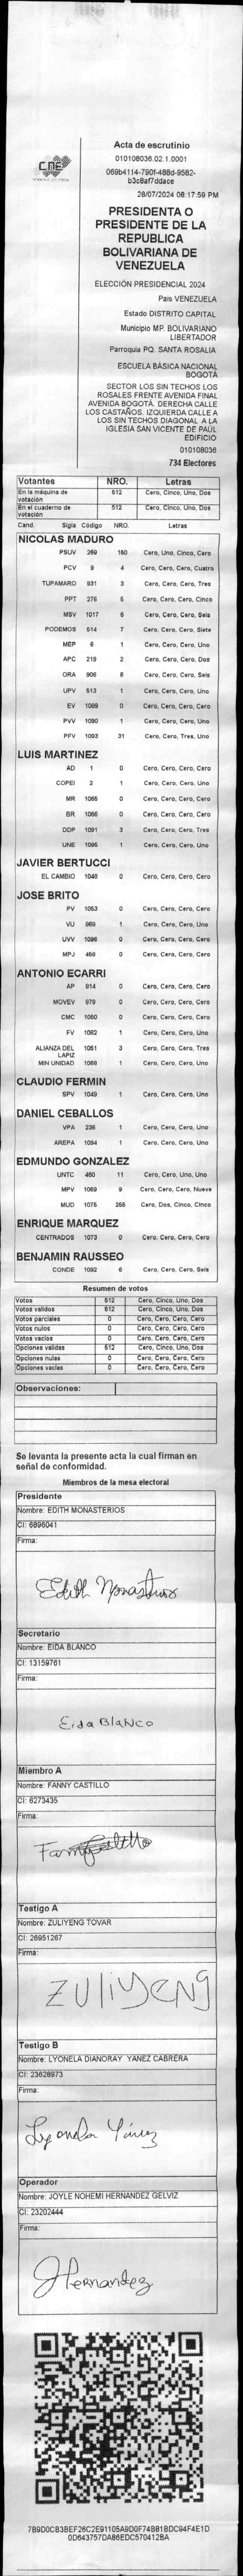 CNE
Acta de escrutinio
010108036.02.1.0001
069b4114-790f-488d-9582-
b3c8af7ddace
28/07/2024 08:17:59 PM
PRESIDENTA O
PRESIDENTE DE LA
REPUBLICA
BOLIVARIANA DE
VENEZUELA
ELECCIÓN PRESIDENCIAL 2024
Pais VENEZUELA
Estado DISTRITO CAPITAL
Municipio MP. BOLIVARIANO
LIBERTADOR
Parroquia PQ. SANTA ROSALIA
ESCUELA BÁSICA NACIONAL
BOGOTÁ
SECTOR LOS SIN TECHOS LOS
ROSALES FRENTE AVENIDA FINAL
AVENIDA BOGOTÁ. DERECHA CALLE
LOS CASTAÑOS. IZQUIERDA CALLE A
LOS SIN TECHOS DIAGONAL A LA
IGLESIA SAN VICENTE DE PAUL
EDIFICIO
010108036
734 Electores
Votantes NRO. Letras
En la máquina de votación 512 Cero, Cinco, Uno, Dos
En el cuaderno de votación 512 Cero, Cinco, Uno, Dos
Cand. Sigla Código NRO. Letras
NICOLAS MADURO
PSUV 269 150 Cero, Uno, Cinco, Cero
PCV 9 4 Cero, Cero, Cero, Cuatro
TUPAMARO 931 3 Cero, Cero, Cero, Tres
PPT 276 5 Cero, Cero, Cero, Cinco
MSV 1017 6 Cero, Cero, Cero, Seis
PODEMOS 514 7 Cero, Cero, Cero, Siete
MEP 6 1 Cero, Cero, Cero, Uno
APC 219 2 Cero, Cero, Cero, Dos
ORA 906 6 Cero, Cero, Cero, Seis
UPV 513 1 Cero, Cero, Cero, Uno
EV 1089 0 Cero, Cero, Cero, Cero
PVV 1090 1 Cero, Cero, Cero, Uno
PFV 1093 31 Cero, Cero, Tres, Uno
LUIS MARTINEZ
AD 1 0 Cero, Cero, Cero, Cero
COPEI 2 1 Cero, Cero, Cero, Uno
MR 1065 0 Cero, Cero, Cero, Cero
BR 1066 0 Cero, Cero, Cero, Cero
DDP 1091 3 Cero, Cero, Cero, Tres
UNE 1095 1 Cero, Cero, Cero, Uno
JAVIER BERTUCCI
EL CAMBIO 1048 0 Cero, Cero, Cero, Cero
JOSE BRITO
PV 1053 0 Cero, Cero, Cero, Cero
VU 968 1 Cero, Cero, Cero, Uno
UVV 1096 0 Cero, Cero, Cero, Cero
MPJ 468 0 Cero, Cero, Cero, Cero
ANTONIO ECARRI
AP 914 0 Cero, Cero, Cero, Cero
MOVEV 978 0 Cero, Cero, Cero, Cero
CMC 1050 0 Cero, Cero, Cero, Cero
FV 1062 1 Cero, Cero, Cero, Uno
ALIANZA DEL LAPIZ 1051 3 Cero, Cero, Cero, Tres
MIN UNIDAD 1068 1 Cero, Cero, Cero, Uno
CLAUDIO FERMIN
SPV 1049 1 Cero, Cero, Cero, Uno
DANIEL CEBALLOS
VPA 236 1 Cero, Cero, Cero, Uno
AREPA 1094 1 Cero, Cero, Cero, Uno
EDMUNDO GONZALEZ
UNTC 450 11 Cero, Cero, Uno, Uno
MPV 1069 9 Cero, Cero, Cero, Nueve
MUD 1075 255 Cero, Dos, Cinco, Cinco
ENRIQUE MARQUEZ
CENTRADOS 1073 0 Cero, Cero, Cero, Cero
BENJAMIN RAUSSEO
CONDE 1092 6 Cero, Cero, Cero, Seis
Resumen de votos
Votos 512 Cero, Cinco, Uno, Dos
Votos validos 512 Cero, Cinco, Uno, Dos
Votos parciales 0 Cero, Cero, Cero, Cero
Votos nulos 0 Cero, Cero, Cero, Cero
Votos vacios 0 Cero, Cero, Cero, Cero
Opciones validas 512 Cero, Cinco, Uno, Dos
Opciones nulas 0 Cero, Cero, Cero, Cero
Opciones vacias 0 Cero, Cero, Cero, Cero
Observaciones:
Se levanta la presente acta la cual firman en
señal de conformidad.
Miembros de la mesa electoral
Presidente
Nombre: EDITH MONASTERIOS
CI: 6896041
Firma:
Edith Monasterios
Secretario
Nombre: EIDA BLANCO
CI: 13159761
Firma:
Eida Blanco
Miembro A
Nombre: FANNY CASTILLO
CI: 6273435
Firma:
Testigo A
Nombre: ZULIYENG TOVAR
CI: 26951267
Firma:
ZULIYENG
Testigo B
Nombre: LYONELA DIANORAY YANEZ CABRERA
CI: 23628973
Firma:
Lyonela Yánez
Operador
Nombre: JOYLE NOHEMI HERNANDEZ GELVIZ
CI: 23202444
Firma:
JHernandez
7B9D0CB3BEF26C2E91105A9D0F74B81BDC94F4E1D
0D643757DA86EDC570412BA